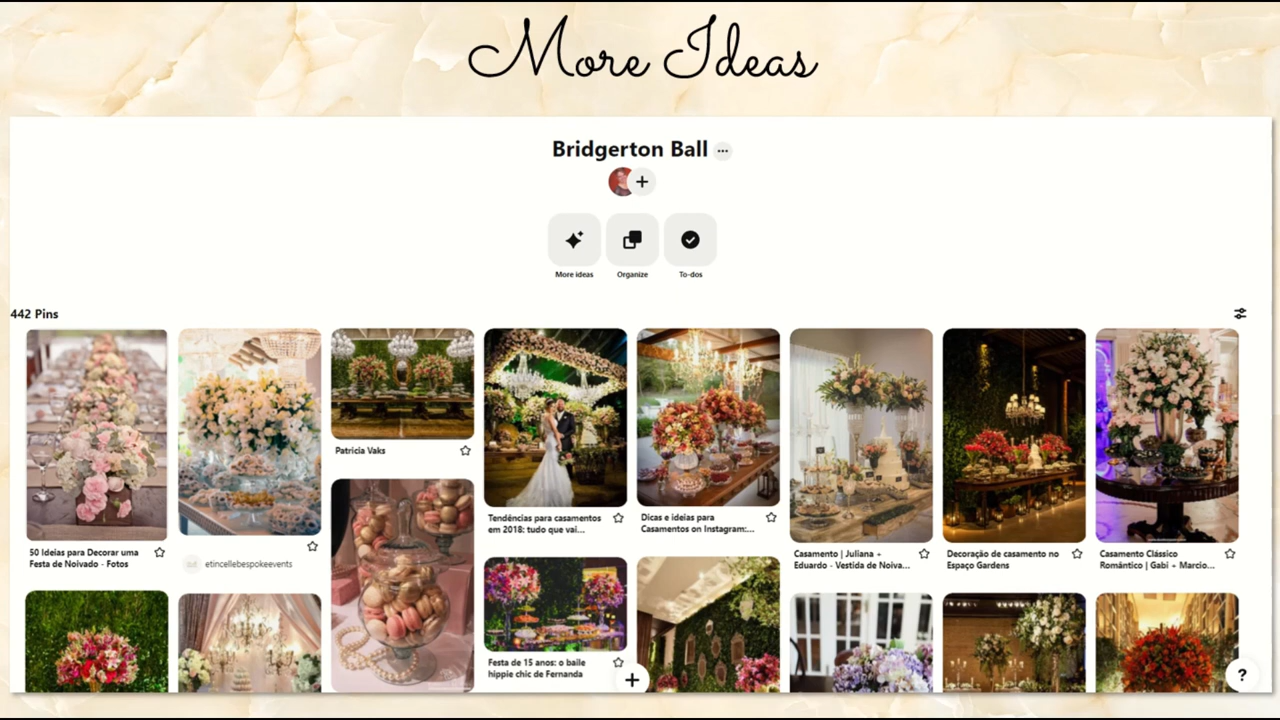 More Ideas
Bridgerton Ball
More ideas
Organize
To-dos
442 Pins
50 Ideias para Decorar uma
Festa de Noivado - Fotos
etincellebespokeevents
Patricia Vaks
Tendências para casamentos
em 2018: tudo que vai...
Festa de 15 anos: o baile
hippie chic de Fernanda
Dicas e ideias para
Casamentos on Instagram:...
Casamento | Juliana +
Eduardo - Vestida de Noiva...
Decoração de casamento no
Espaço Gardens
Casamento Clássico
Romântico | Gabi + Marcio...
?